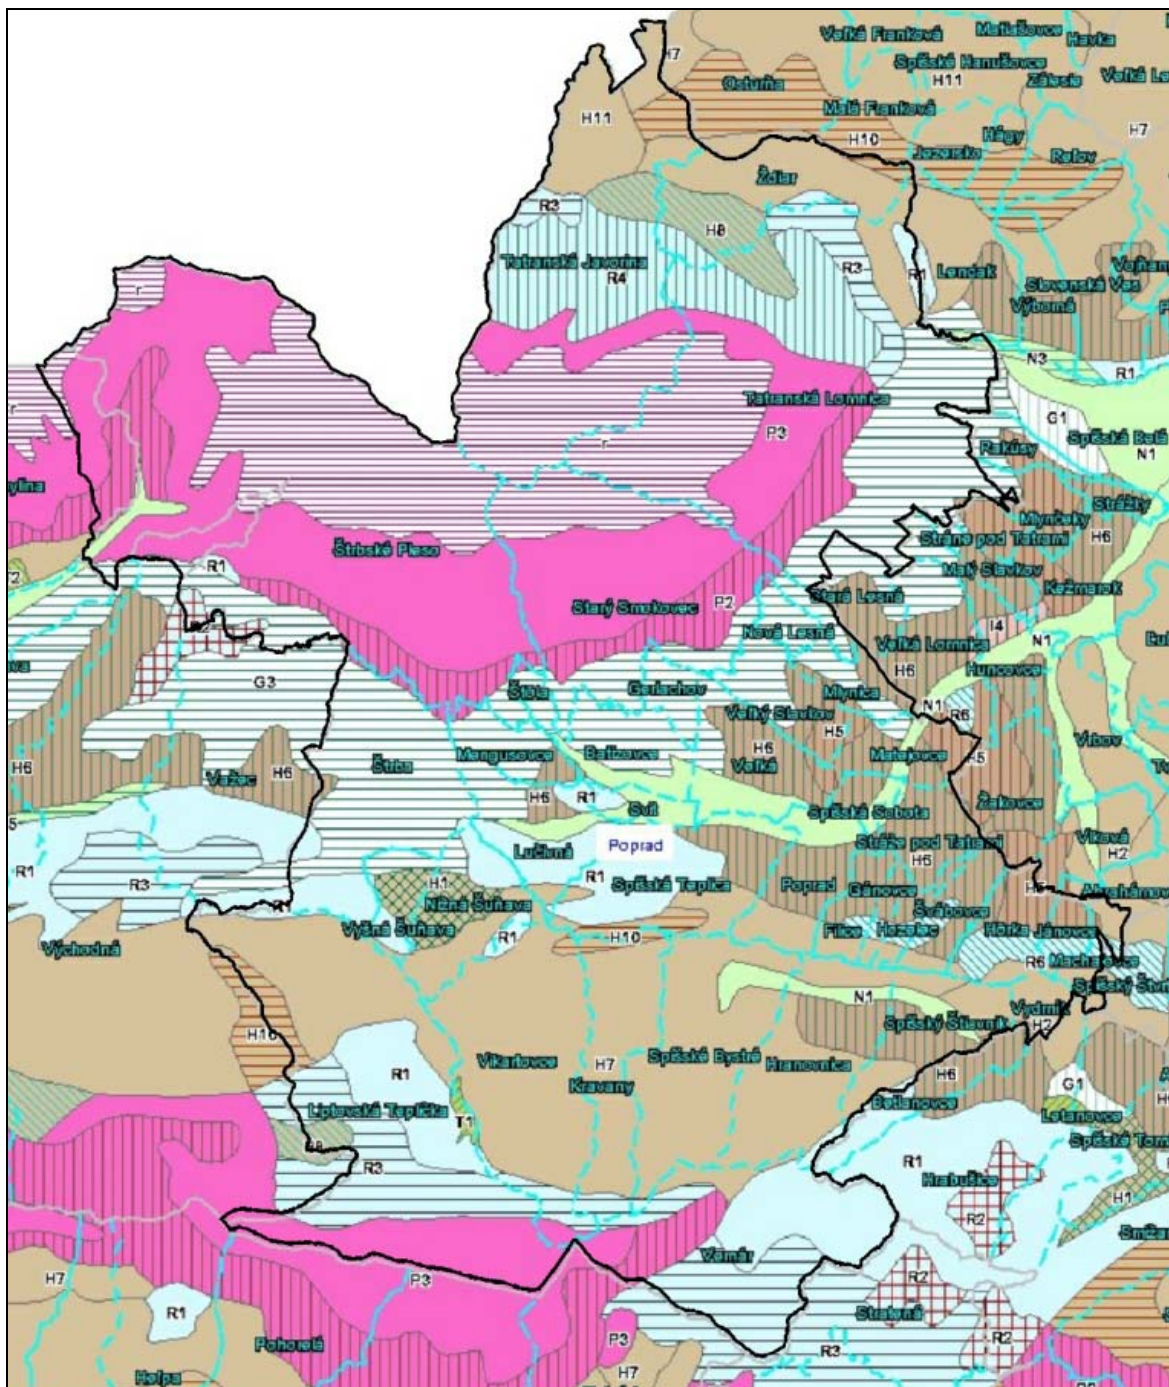 Veľká Franková
Matiašovce
Havka
H7
Spišské Hanušovce
H11
Zálesie
Osturňa
H11
Malá Franková
H10
Hágy
H7
Jezersko
Reľov
Ždiar
R3
H8
Tatranská Javorina
R4
R3
R1
Lendak
Slovenská Ves
Výborná
r
N3
R1
r
Tatranská Lomnica
G1
P3
Spišská Belá
r
Rakúsy
N1
Strážky
Mlynčeky
Stráne pod Tatrami
H6
Štrbské Pleso
Malý Slavkov
R1
Kežmarok
Starý Smokovec
P2
Stará Lesná
I4
Nová Lesná
Veľká Lomnica
N1
Huncovce
G3
Štôla
Gerlachov
Mlynica
H6
N1
R6
Veľký Slavkov
H5
Vrbov
Mengusovce
Batizovce
H6
Matejovce
H6
Važec
H6
Štrba
Veľká
H6
R1
Žakovce
Svit
Spišská Sobota
Vlková
Lučivná
Poprad
Stráže pod Tatrami
H2
R1
R3
R1
H6
H1
Spišská Teplica
Poprad
Gánovce
Nižná Šuňava
Švábovce
Vyšná Šuňava
R1
H10
Filice
Hozelec
Hôrka
Jánovce
Východná
R6
Machalovce
N1
Vydrník
Spišský Štiavnik
H2
H16
Vikartovce
H7
Spišské Bystré
Hranovnica
R1
Kravany
H6
G1
Liptovská Teplička
T1
Betlanovce
Letanovce
R3
R1
Hrabušice
H1
R2
Vernár
H7
P3
R2
R1
Stratená
R2
Pohorelá
P3
R3
H7
Heľpa